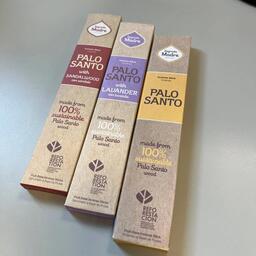 Sagrada
Madre
PALO
SANTO
with
SANDALWOOD
made from
100%
sustainable
Palo Santo
wood
REFO
RESTA
CION
Sagrada
Madre
PALO
SANTO
with
LAVANDER
made from
100%
sustainable
Palo Santo
wood
REFO
RESTA
CION
Sagrada
Madre
PALO
SANTO
made from
100%
sustainable
Palo Santo
wood
REFO
RESTA
CION